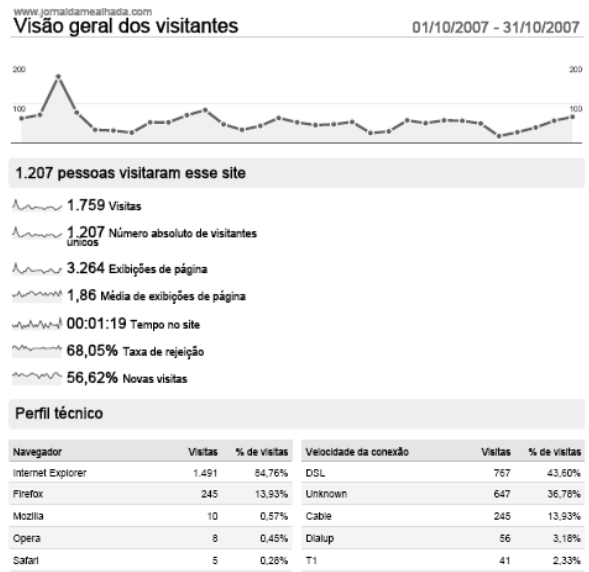 www.jornaldamealhada.com
Visão geral dos visitantes 01/10/2007 - 31/10/2007
200 200
100 100
1.207 pessoas visitaram esse site
1.759 Visitas
1.207 Número absoluto de visitantes
únicos
3.264 Exibições de página
1,86 Média de exibições de página
00:01:19 Tempo no site
68,05% Taxa de rejeição
56,62% Novas visitas
Perfil técnico
Navegador Visitas % de visitas Velocidade da conexão Visitas % de visitas
Internet Explorer 1.491 84,76% DSL 767 43,60%
Firefox 245 13,93% Unknown 647 36,78%
Mozilla 10 0,57% Cable 245 13,93%
Opera 8 0,45% Dialup 56 3,18%
Safari 5 0,28% T1 41 2,33%